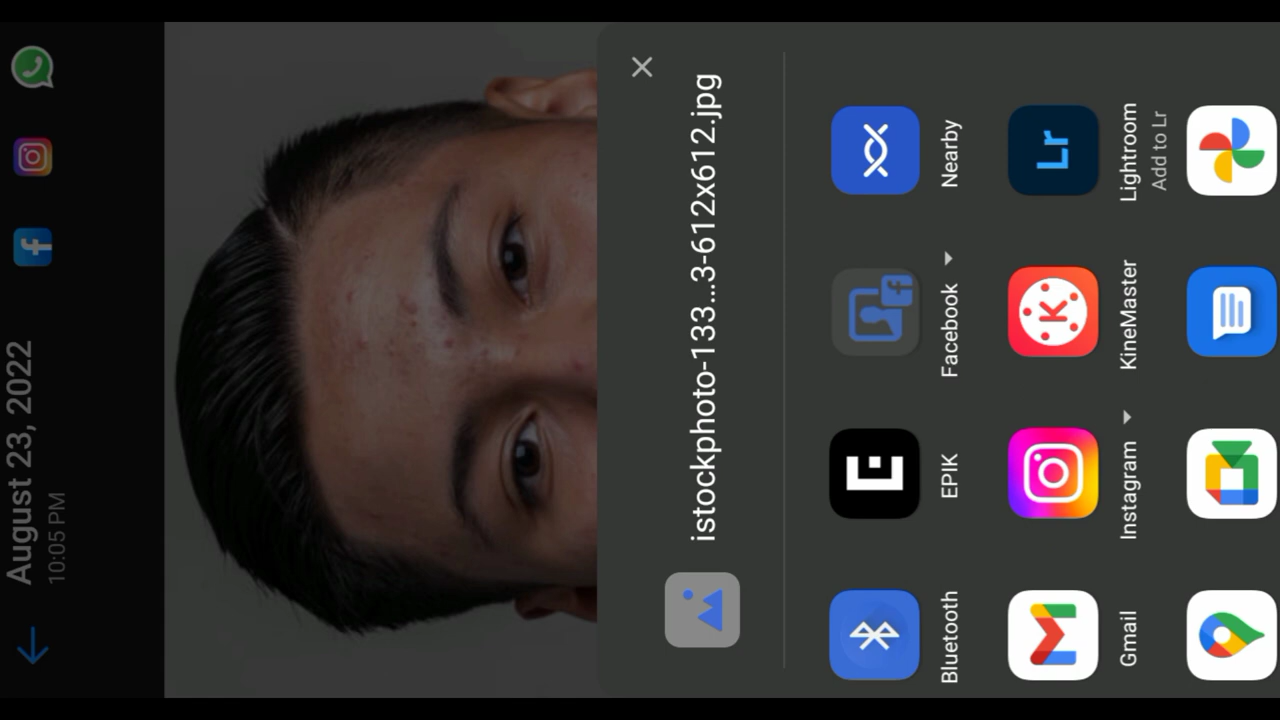 August 23, 2022
10:05 PM
istockphoto-133...3-612x612.jpg
Bluetooth
EPIK
Facebook
Nearby
Lr
Gmail
Instagram
KineMaster
Lightroom
Add to Lr